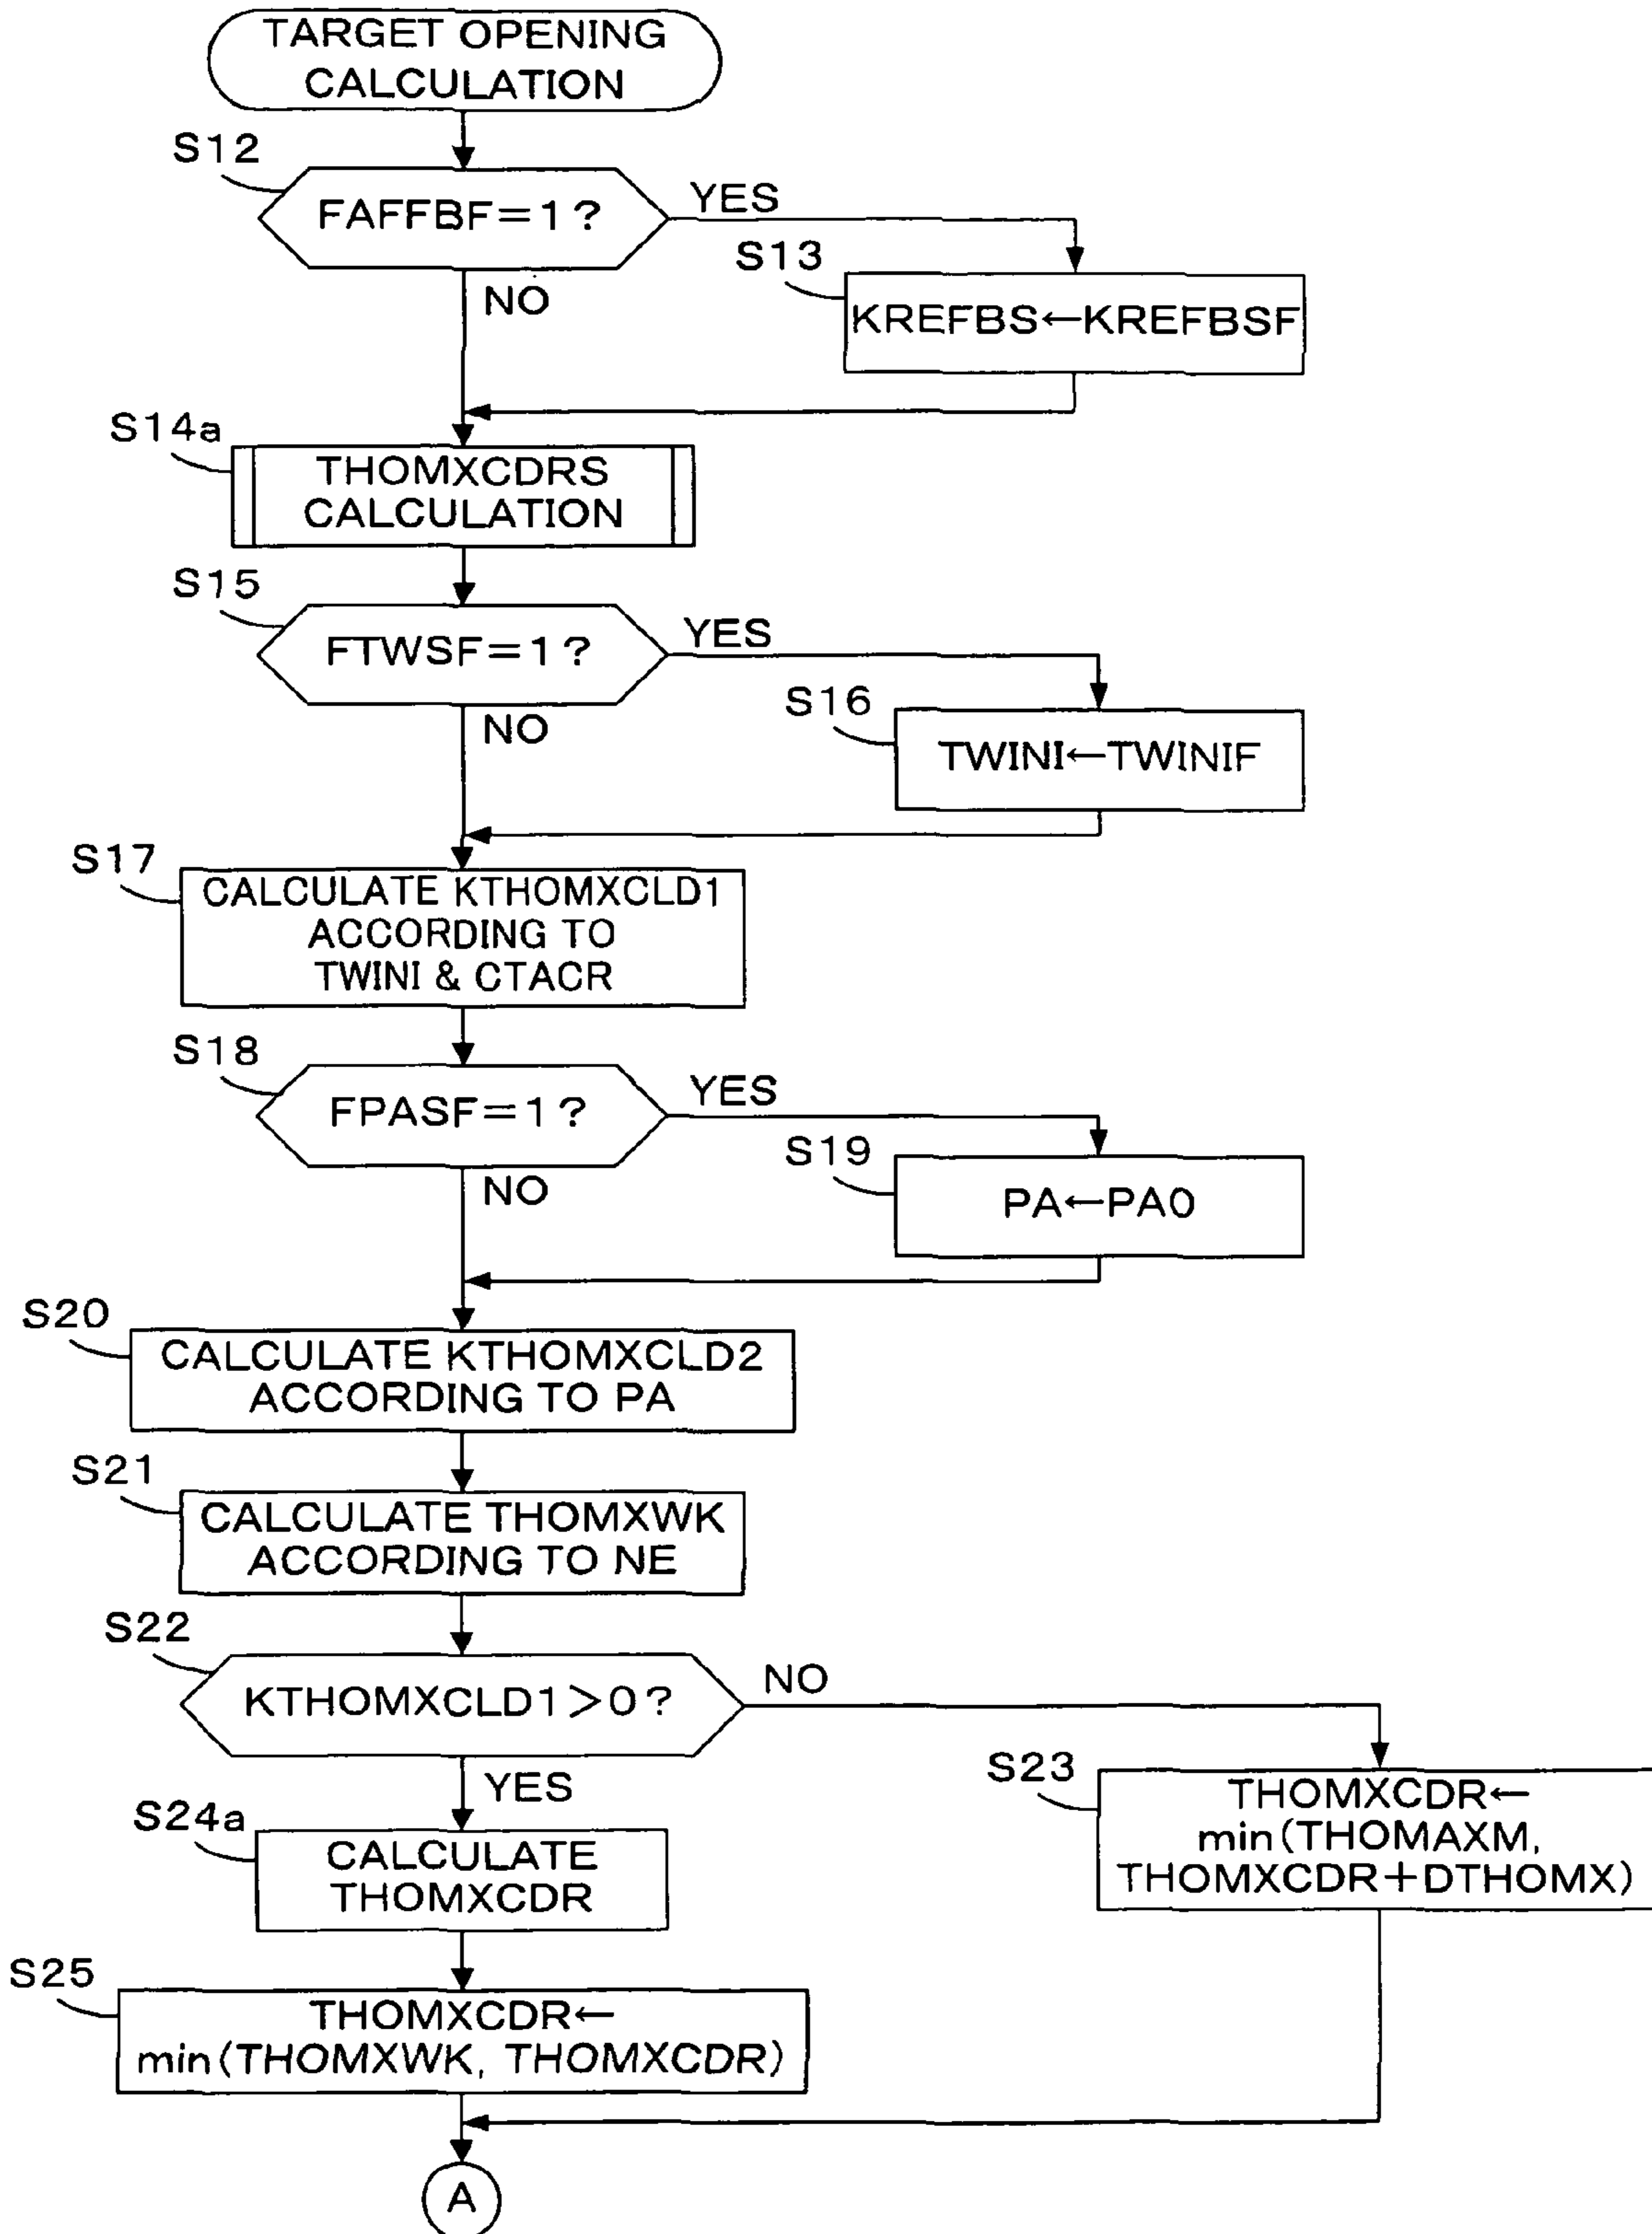 TARGET OPENING
CALCULATION
S12
FAFFBF=1?
YES
NO
S13
KREFBS←KREFBSF
S14a
THOMXCDRS
CALCULATION
S15
FTWSF=1?
YES
NO
S16
TWINI←TWINIF
S17
CALCULATE KTHOMXCLD1
ACCORDING TO
TWINI & CTACR
S18
FPASF=1?
YES
NO
S19
PA←PA0
S20
CALCULATE KTHOMXCLD2
ACCORDING TO PA
S21
CALCULATE THOMXWK
ACCORDING TO NE
S22
KTHOMXCLD1>0?
NO
YES
S23
THOMXCDR←
min(THOMAXM,
THOMXCDR+DTHOMX)
S24a
CALCULATE
THOMXCDR
S25
THOMXCDR←
min(THOMXWK, THOMXCDR)
A